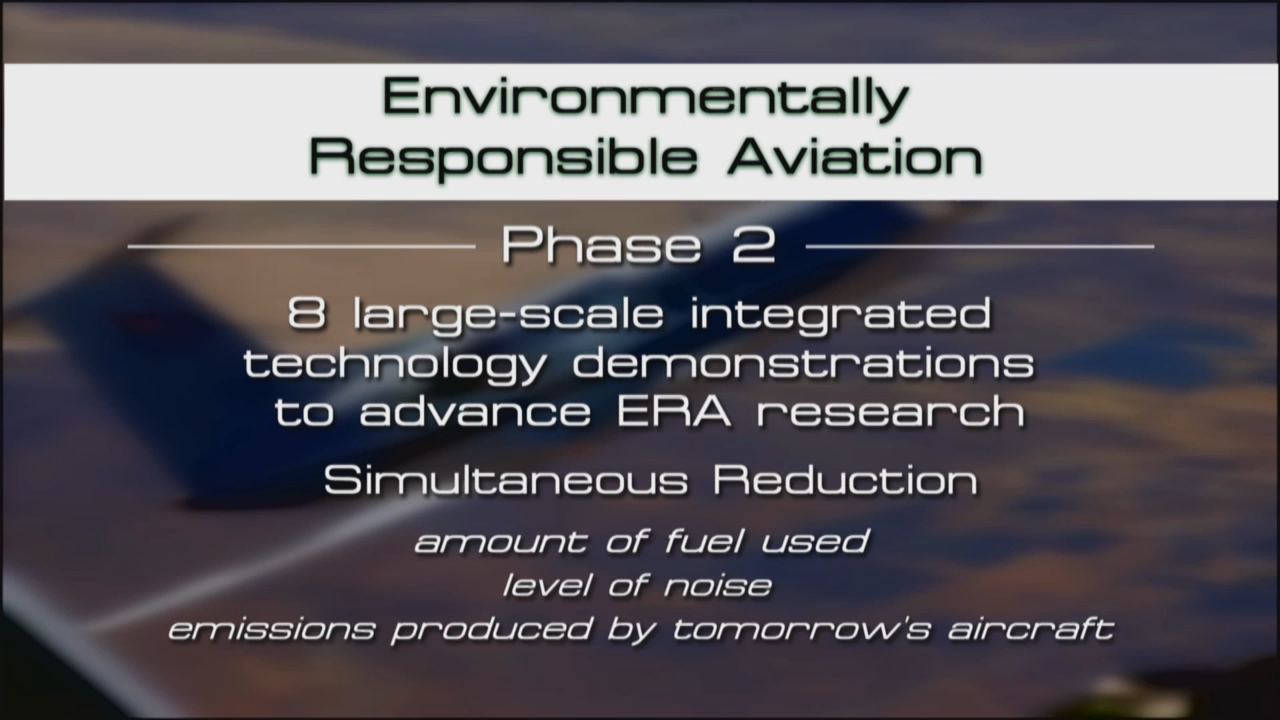 Environmentally
Responsible Aviation
Phase 2
8 large-scale integrated
technology demonstrations
to advance ERA research
Simultaneous Reduction
amount of fuel used
level of noise
emissions produced by tomorrow's aircraft